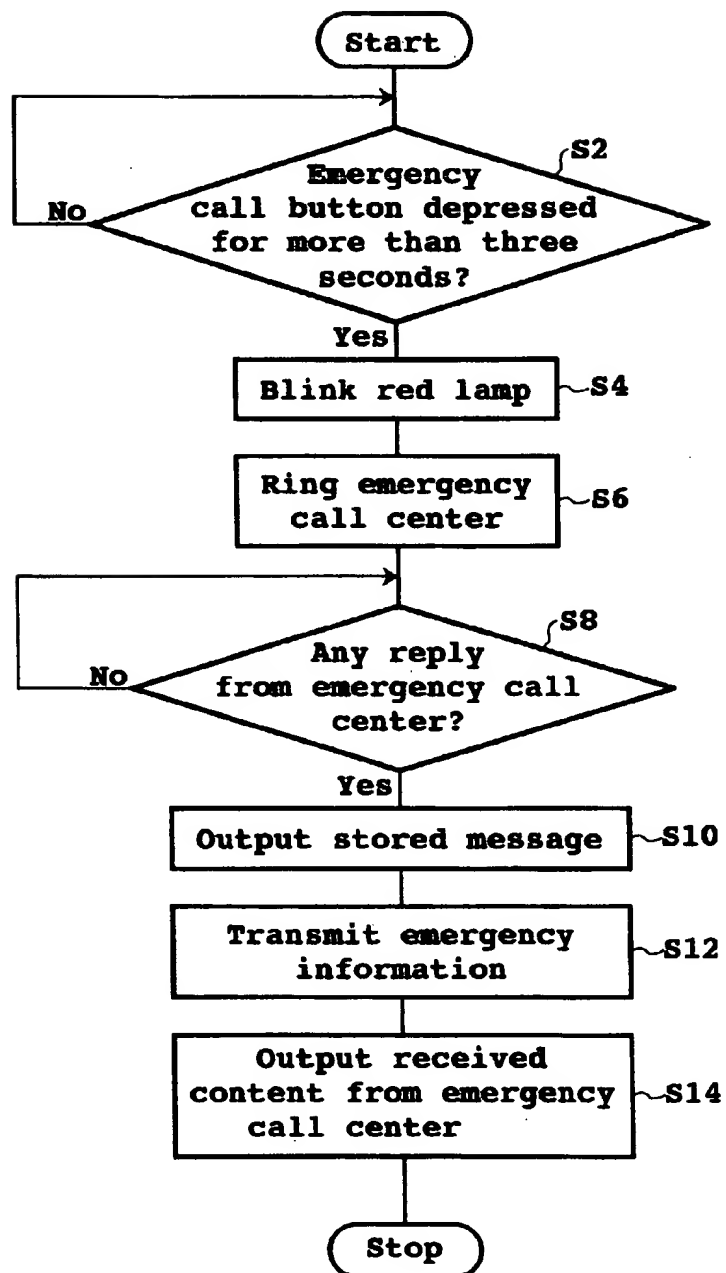 Start
S2
Emergency
call button depressed
for more than three
seconds?
No
Yes
Blink red lamp
S4
Ring emergency
call center
S6
S8
Any reply
from emergency call
center?
No
Yes
Output stored message
S10
Transmit emergency
information
S12
Output received
content from emergency
call center
S14
Stop